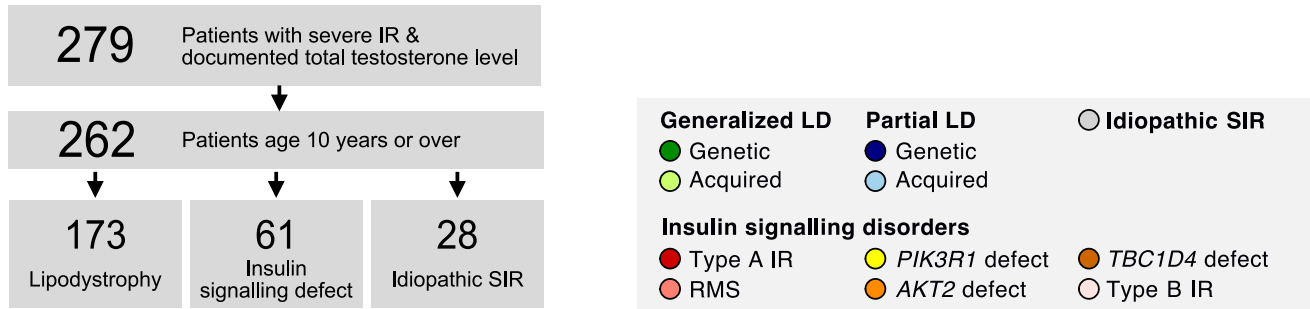 279
Patients with severe IR &
documented total testosterone level
262
Patients age 10 years or over
173
Lipodystrophy
61
Insulin
signalling defect
28
Idiopathic SIR
Generalized LD
Genetic
Acquired
Partial LD
Genetic
Acquired
Idiopathic SIR
Insulin signalling disorders
Type A IR
RMS
PIK3R1 defect
AKT2 defect
TBC1D4 defect
Type B IR